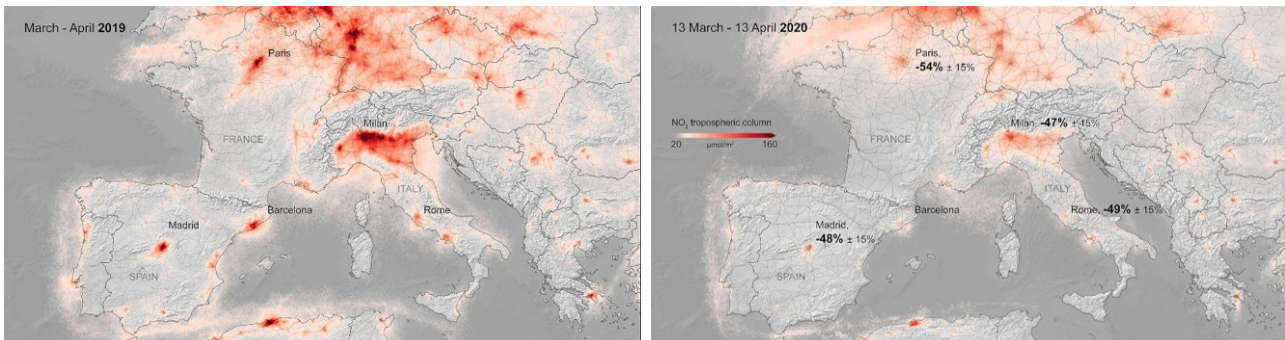 March - April 2019
Paris
FRANCE
Milan
ITALY
Barcelona
Rome
Madrid
SPAIN
13 March - 13 April 2020
Paris,
-54% ± 15%
NO₂ tropospheric column
20 µmol/m² 160
FRANCE
Milan, -47% ± 15%
ITALY
Barcelona
Rome, -49% ± 15%
Madrid,
-48% ± 15%
SPAIN